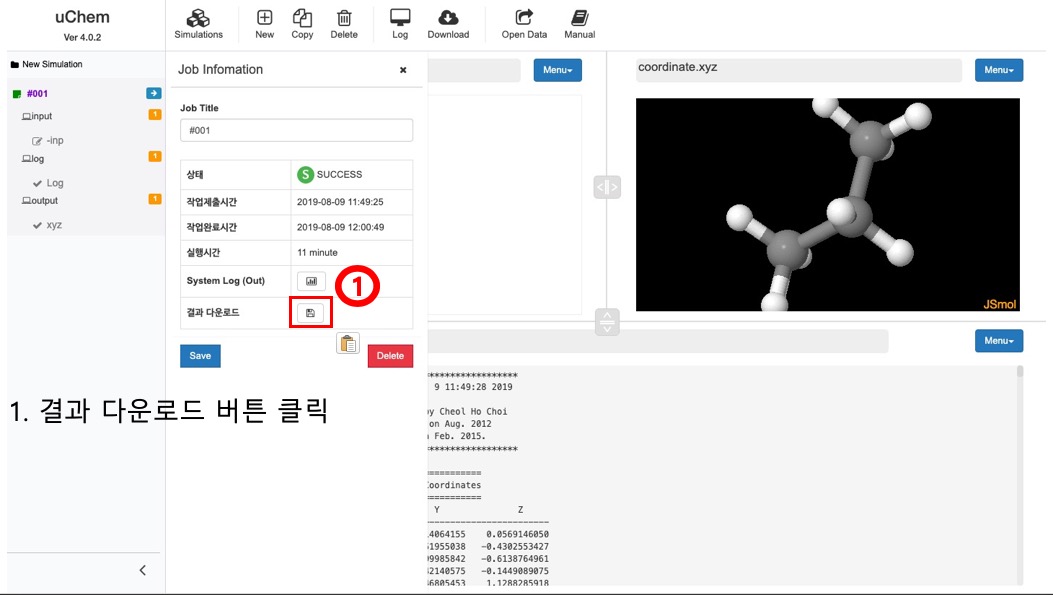 uChem
Ver 4.0.2
Simulations
New
Copy
Delete
Log
Download
Open Data
Manual
New Simulation
#001
input
1
-inp
log
1
Log
output
1
xyz
Job Infomation
×
Job Title
#001
상태
S SUCCESS
작업제출시간
2019-08-09 11:49:25
작업완료시간
2019-08-09 12:00:49
실행시간
11 minute
System Log (Out)
1
결과 다운로드
Save
Delete
1. 결과 다운로드 버튼 클릭
Menu
coordinate.xyz
Menu
JSmol
Menu
******************
9 11:49:28 2019
by Cheol Ho Choi
on Aug. 2012
Feb. 2015.
******************
===========
Coordinates
===========
Y Z
------------------------
4064155 0.0569146050
1955038 -0.4302553427
9985842 -0.6138764961
2140575 -0.1449089075
6805453 1.1288285918